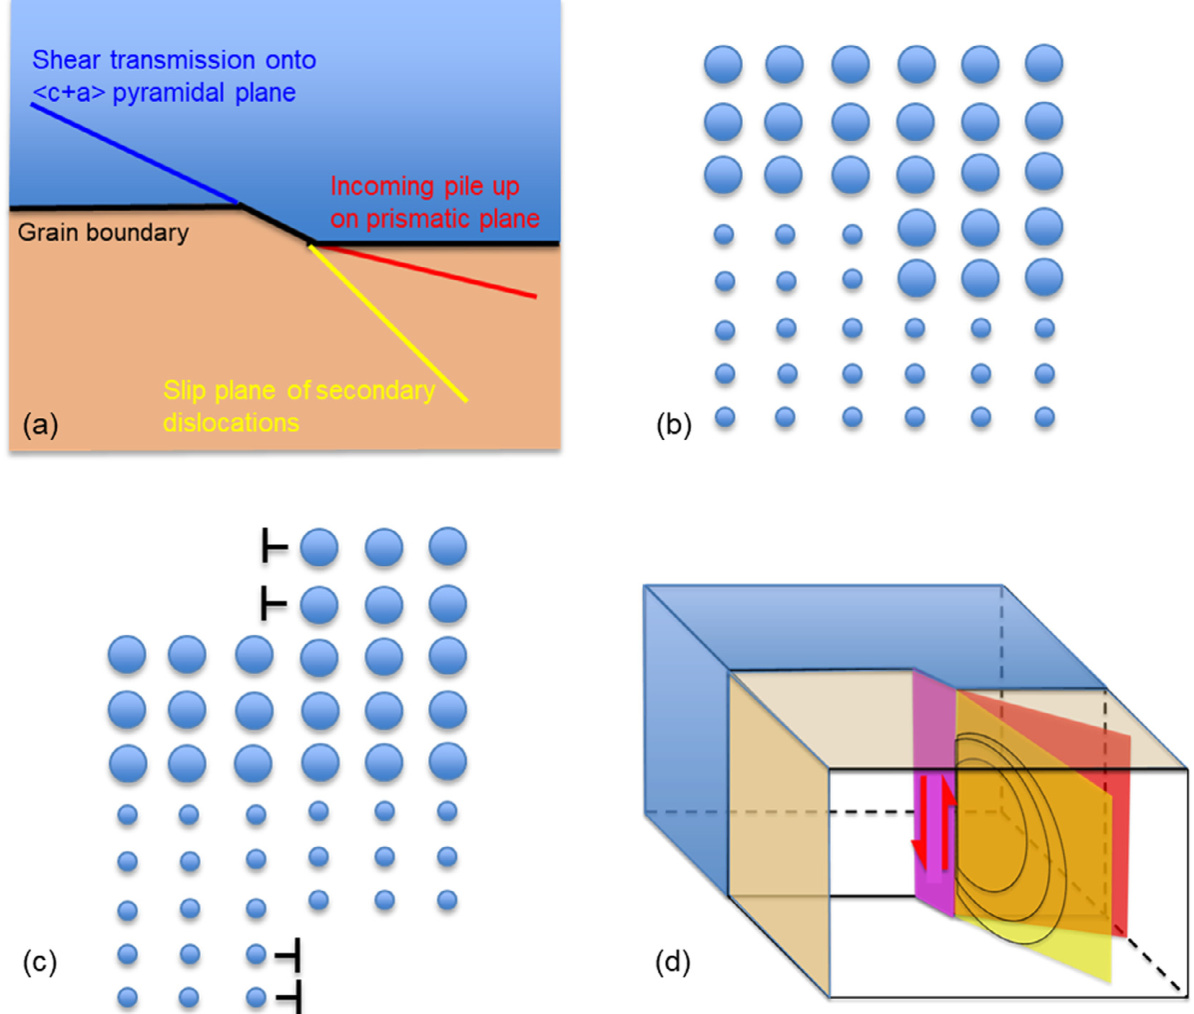 Shear transmission onto
<c+a> pyramidal plane
Incoming pile up
on prismatic plane
Grain boundary
Slip plane of secondary
dislocations
(a)
(b)
(c)
(d)